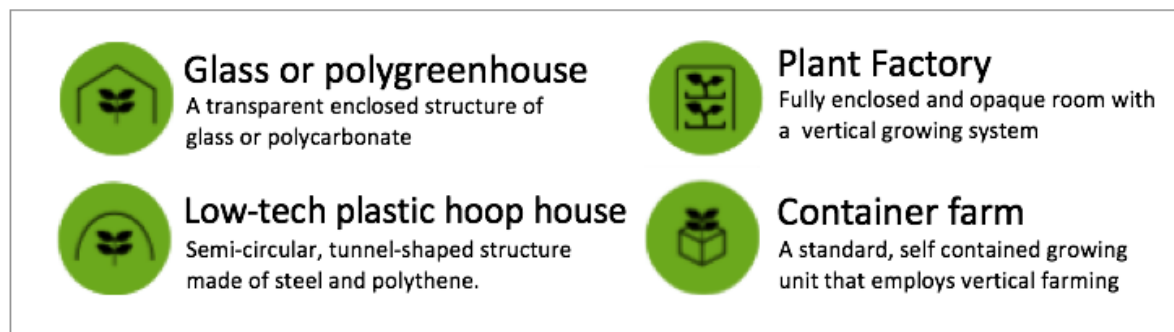 Glass or polygreenhouse
A transparent enclosed structure of
glass or polycarbonate
Plant Factory
Fully enclosed and opaque room with
a vertical growing system
Low-tech plastic hoop house
Semi-circular, tunnel-shaped structure
made of steel and polythene.
Container farm
A standard, self contained growing
unit that employs vertical farming